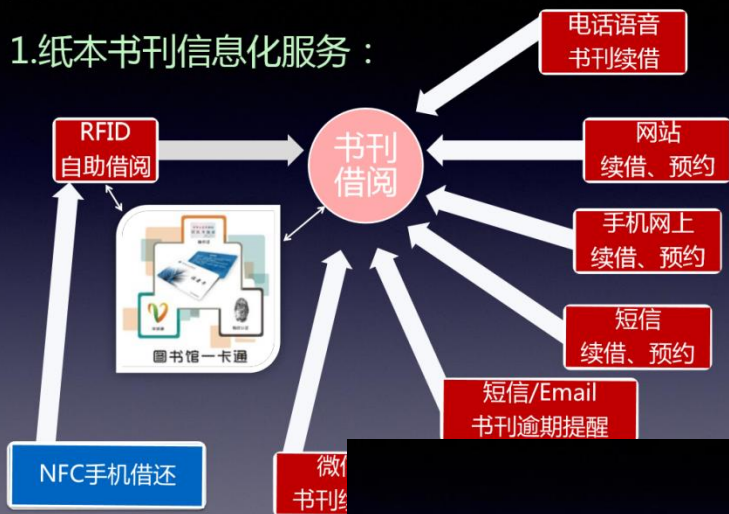 1.纸本书刊信息化服务：
电话语音
书刊续借
RFID
自助借阅
书刊
借阅
网站
续借、预约
手机网上
续借、预约
圖书馆一卡通
短信
续借、预约
短信/Email
书刊逾期提醒
NFC手机借还
书刊